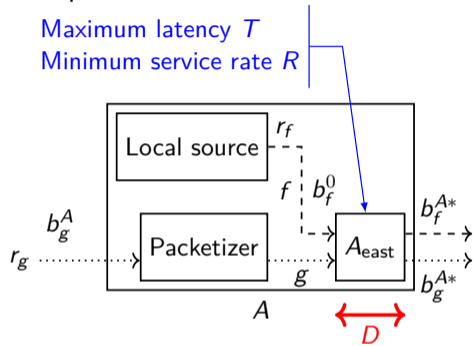 Maximum latency T
Minimum service rate R
r_f
Local source
f b_f^0
b_g^A
b_f^{A*}
Packetizer
A_east
r_g
g
b_g^{A*}
A
D